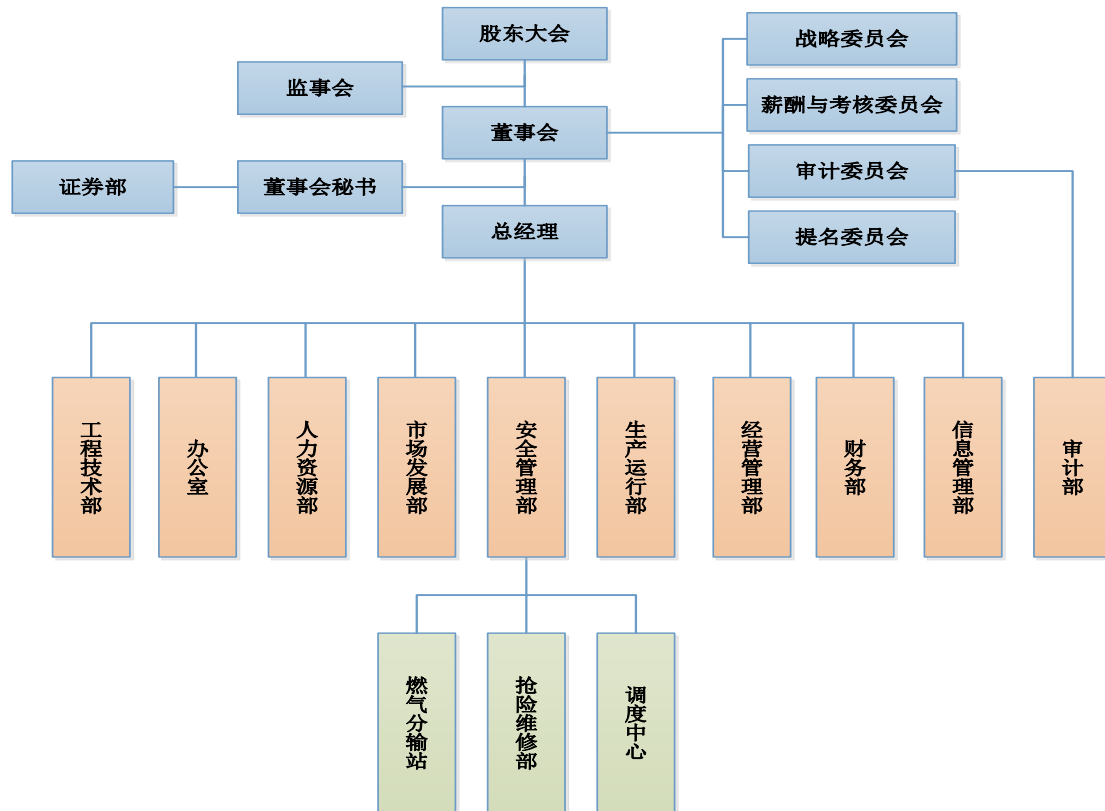 股东大会
战略委员会
监事会
薪酬与考核委员会
董事会
审计委员会
证券部
董事会秘书
总经理
提名委员会
工程技术部
办公室
人力资源部
市场发展部
安全管理部
生产运行部
经营管理部
财务部
信息管理部
审计部
燃气分输站
抢险维修部
调度中心